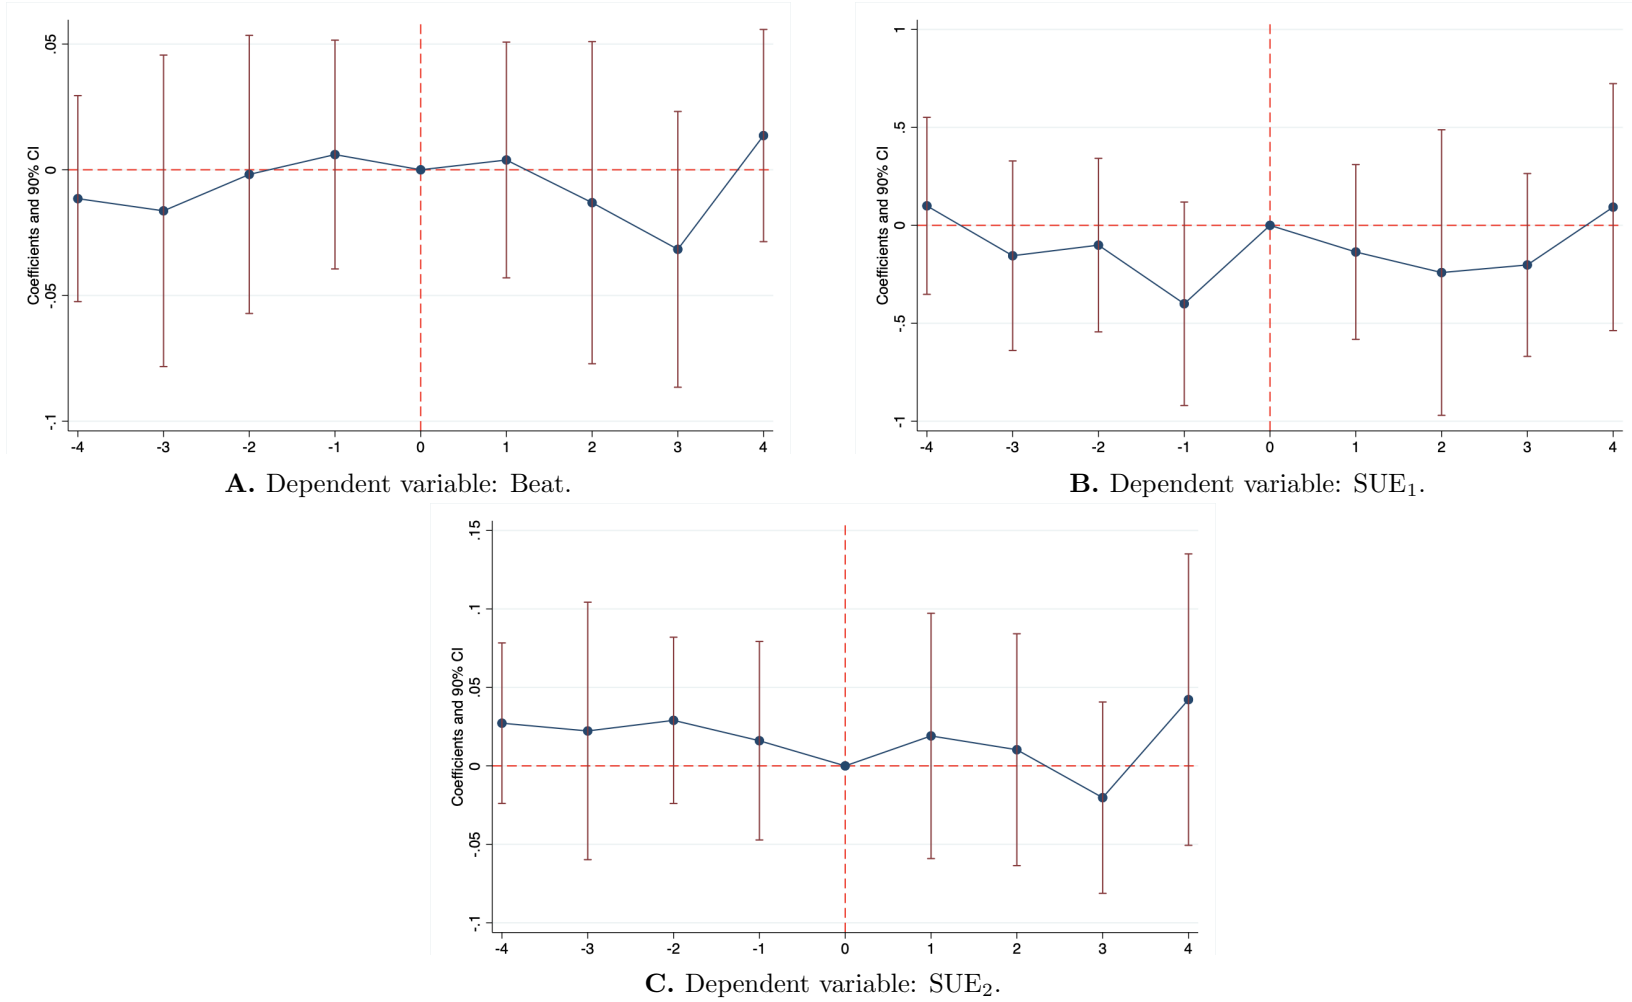 Coefficients and 90% CI
.05
0
-.05
-.1
-4 -3 -2 -1 0 1 2 3 4
A. Dependent variable: Beat.
Coefficients and 90% CI
1
.5
0
-.5
-1
-4 -3 -2 -1 0 1 2 3 4
B. Dependent variable: SUE₁.
Coefficients and 90% CI
.15
.1
.05
0
-.05
-.1
-4 -3 -2 -1 0 1 2 3 4
C. Dependent variable: SUE₂.